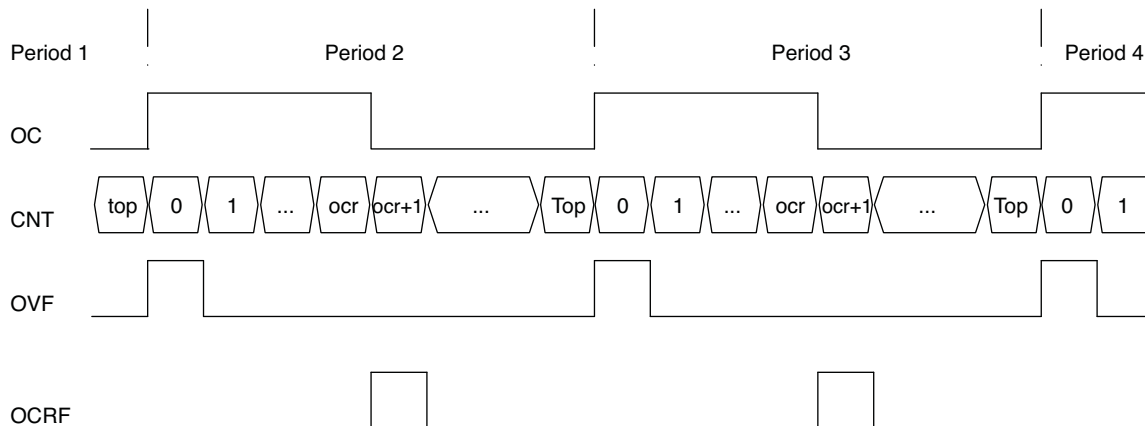 Period 1 Period 2 Period 3 Period 4
OC
CNT top 0 1 ... ocr ocr+1 ... Top 0 1 ... ocr ocr+1 ... Top 0 1
OVF
OCRF